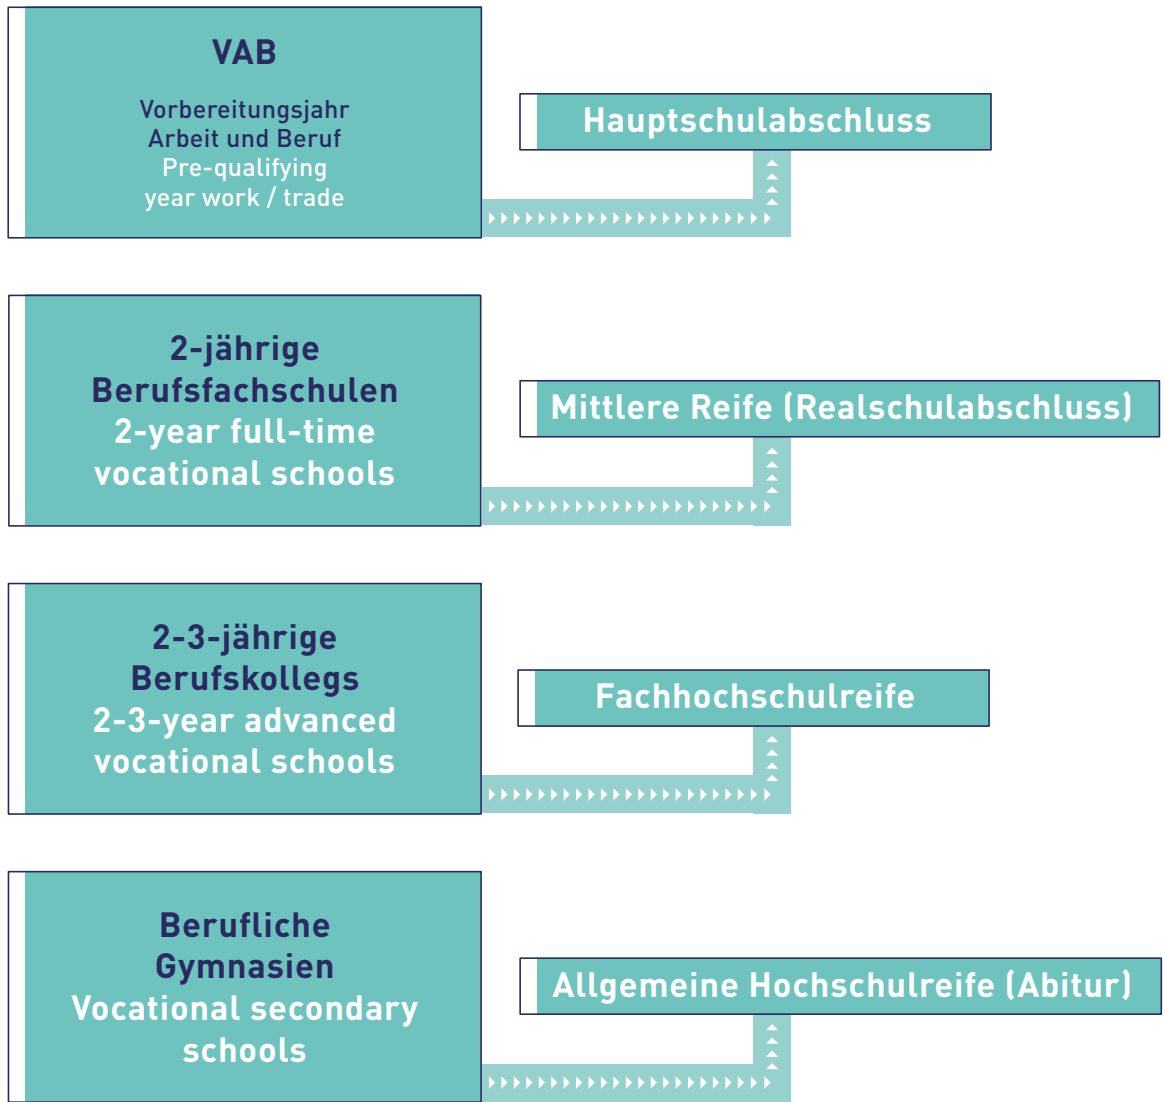 VAB
Vorbereitungsjahr
Arbeit und Beruf
Pre-qualifying
year work / trade
Hauptschulabschluss
2-jährige
Berufsfachschulen
2-year full-time
vocational schools
Mittlere Reife (Realschulabschluss)
2-3-jährige
Berufskollegs
2-3-year advanced
vocational schools
Fachhochschulreife
Berufliche
Gymnasien
Vocational secondary
schools
Allgemeine Hochschulreife (Abitur)